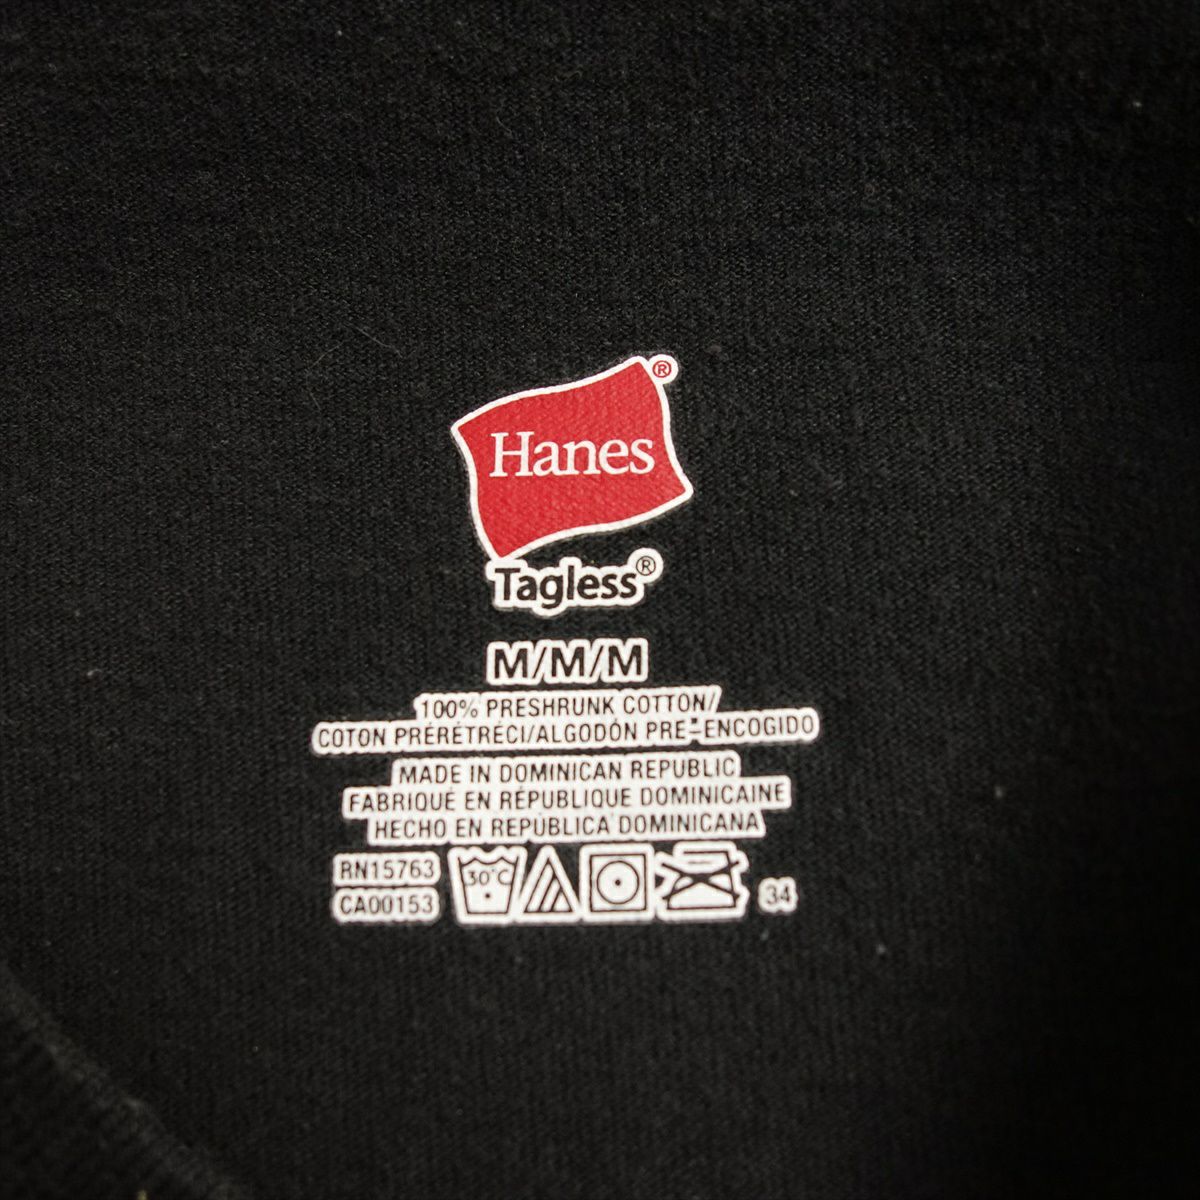 Hanes®
Tagless®
M/M/M
100% PRESHRUNK COTTON/
COTON PRÉRÉTRÉCI/ALGODÓN PRE-ENCOGIDO
MADE IN DOMINICAN REPUBLIC
FABRIQUÉ EN RÉPUBLIQUE DOMINICAINE
HECHO EN REPÚBLICA DOMINICANA
RN15763
CA00153
30°C
34